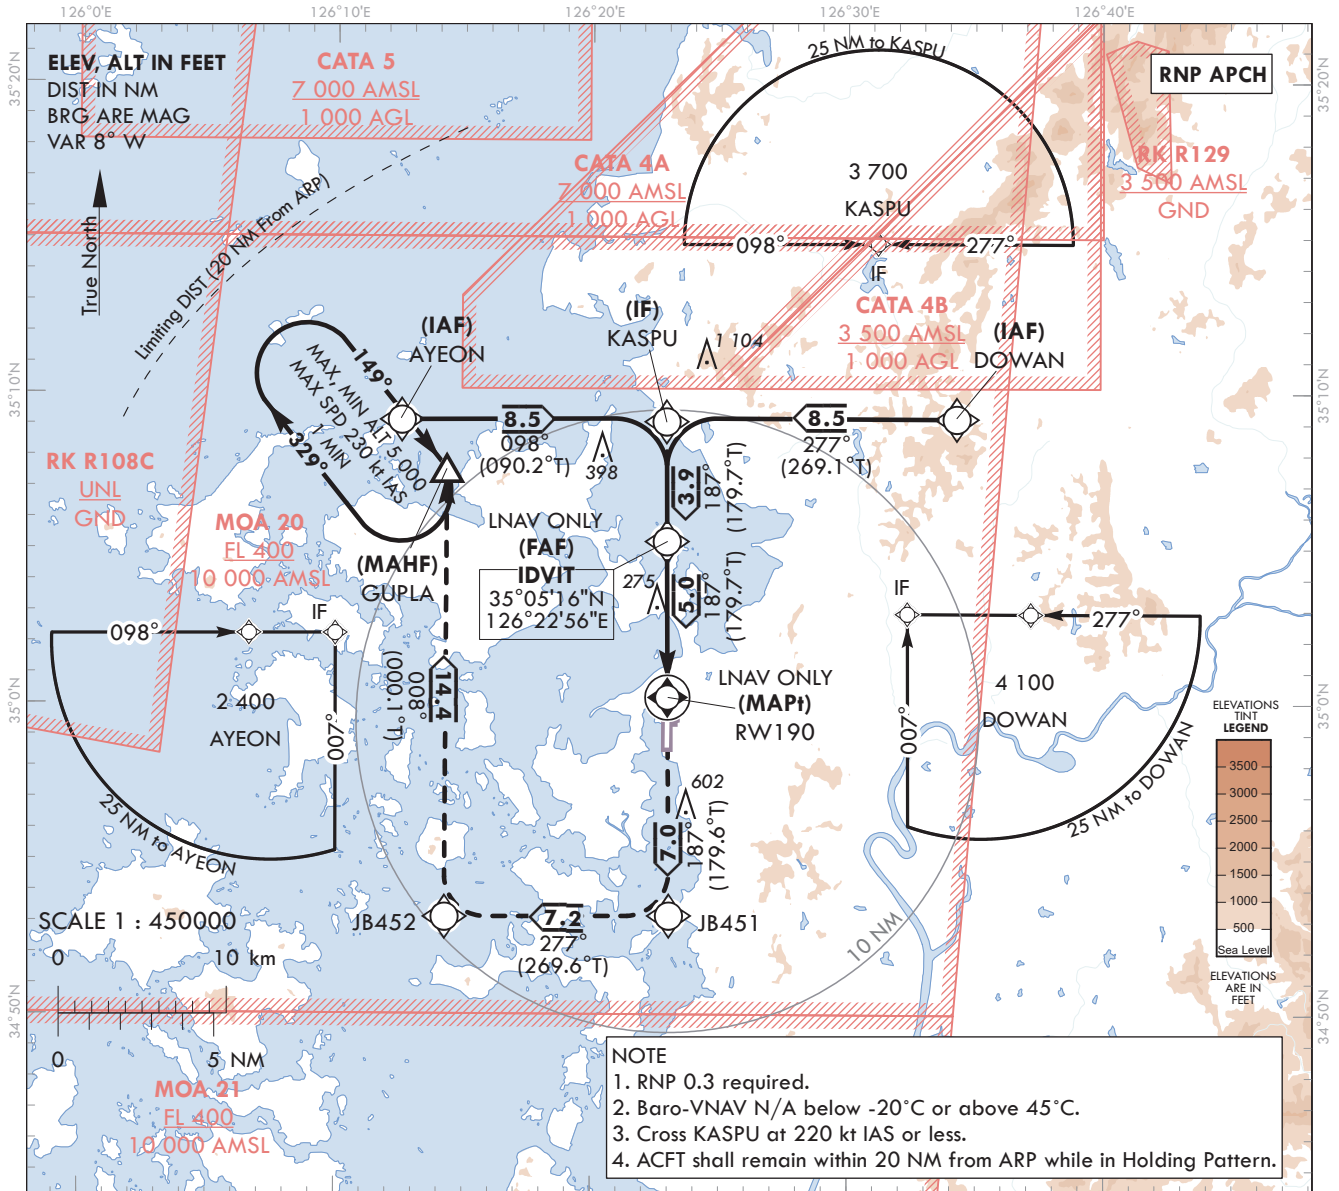 126°0'E
126°10'E
126°20'E
126°30'E
126°40'E
35°20'N
35°20'N
ELEV, ALT IN FEET
DIST IN NM
BRG ARE MAG
VAR 8° W
True North
CATA 5
7 000 AMSL
1 000 AGL
Limiting DIST (20 NM From ARP)
CATA 4A
7 000 AMSL
1 000 AGL
25 NM to KASPU
3 700
KASPU
098°
277°
IF
RNP APCH
RK R129
3 500 AMSL
GND
CATA 4B
3 500 AMSL
1 000 AGL
(IAF)
AYEON
(IF)
KASPU
1 104
(IAF)
DOWAN
35°10'N
35°10'N
149°
MAX, MIN ALT 5 000
MAX SPD 230 kt IAS
1 MIN
329°
8.5
098°
(090.2°T)
398
8.5
277°
(269.1°T)
3.9
187°
(179.7°T)
RK R108C
UNL
GND
MOA 20
FL 400
10 000 AMSL
(MAHF)
GUPLA
LNAV ONLY
(FAF)
IDVIT
35°05'16"N
126°22'56"E
275
5.0
187°
(179.7°T)
IF
098°
2 400
AYEON
007°
25 NM to AYEON
14.4
008°
(000.1°T)
LNAV ONLY
(MAPt)
RW190
IF
277°
4 100
DOWAN
007°
25 NM to DOWAN
35°0'N
35°0'N
602
7.0
187°
(179.6°T)
ELEVATIONS
TINT
LEGEND
3500
3000
2500
2000
1500
1000
500
Sea Level
ELEVATIONS
ARE IN
FEET
JB452
7.2
277°
(269.6°T)
JB451
10 NM
SCALE 1 : 450000
0
10 km
0
5 NM
34°50'N
34°50'N
MOA 21
FL 400
10 000 AMSL
NOTE
1. RNP 0.3 required.
2. Baro-VNAV N/A below -20°C or above 45°C.
3. Cross KASPU at 220 kt IAS or less.
4. ACFT shall remain within 20 NM from ARP while in Holding Pattern.